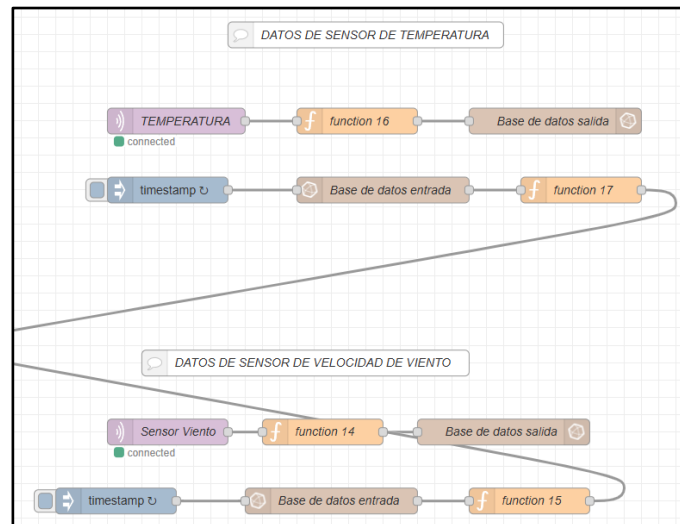 DATOS DE SENSOR DE TEMPERATURA
TEMPERATURA
function 16
Base de datos salida
connected
timestamp ↻
Base de datos entrada
function 17
DATOS DE SENSOR DE VELOCIDAD DE VIENTO
Sensor Viento
function 14
Base de datos salida
connected
timestamp ↻
Base de datos entrada
function 15